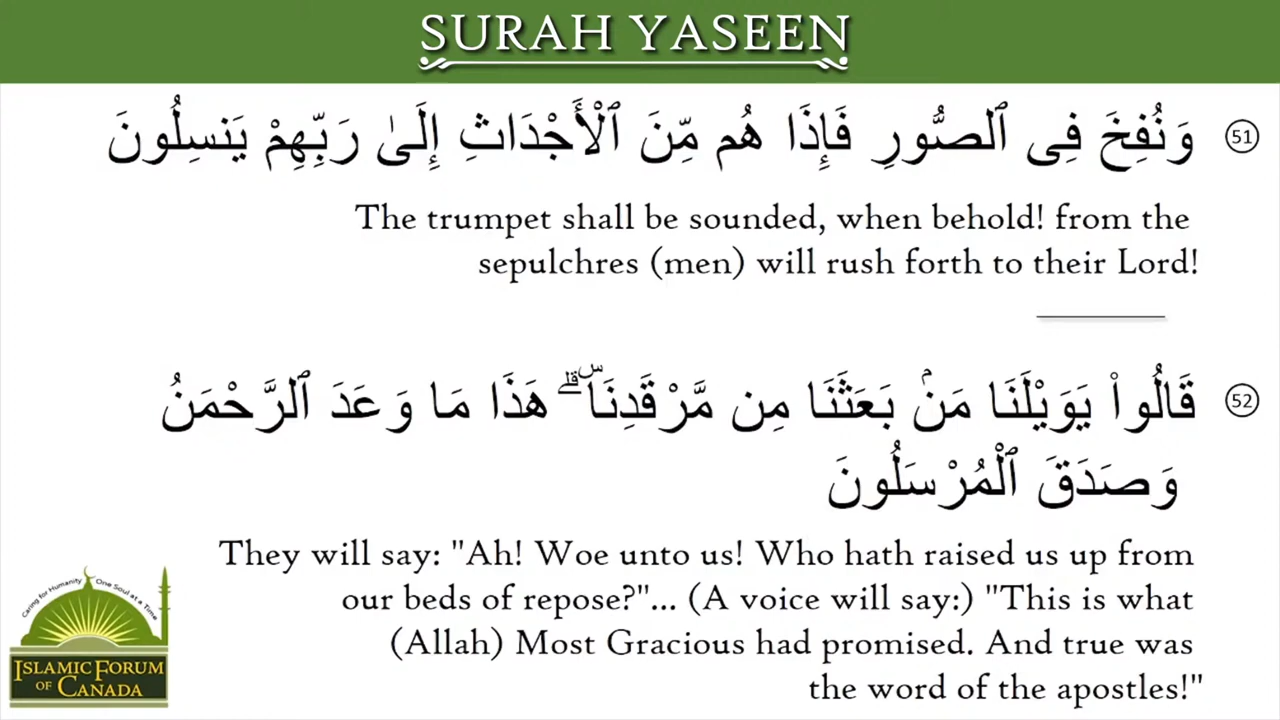 SURAH YASEEN
وَنُفِخَ فِى ٱلصُّورِ فَإِذَا هُم مِّنَ ٱلْأَجْدَاثِ إِلَىٰ رَبِّهِمْ يَنسِلُونَ
51
The trumpet shall be sounded, when behold! from the
sepulchres (men) will rush forth to their Lord!
قَالُوا۟ يَوَيْلَنَا مَنۢ بَعَثَنَا مِن مَّرْقَدِنَا ۜ ۗ هَذَا مَا وَعَدَ ٱلرَّحْمَنُ
52
وَصَدَقَ ٱلْمُرْسَلُونَ
They will say: "Ah! Woe unto us! Who hath raised us up from
our beds of repose?"... (A voice will say:) "This is what
(Allah) Most Gracious had promised. And true was
the word of the apostles!"
Caring for Humanity One Soul at a Time
ISLAMIC FORUM
OF CANADA